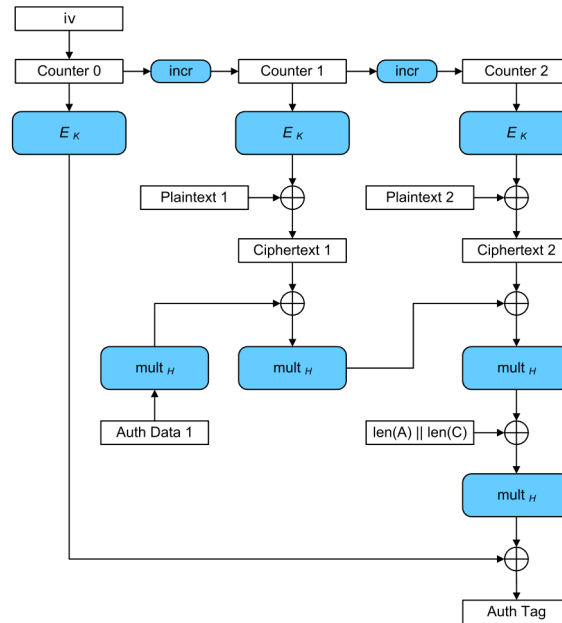 iv
Counter 0
incr
Counter 1
incr
Counter 2
E K
E K
E K
Plaintext 1
Plaintext 2
Ciphertext 1
Ciphertext 2
mult H
mult H
mult H
Auth Data 1
len(A) || len(C)
mult H
Auth Tag